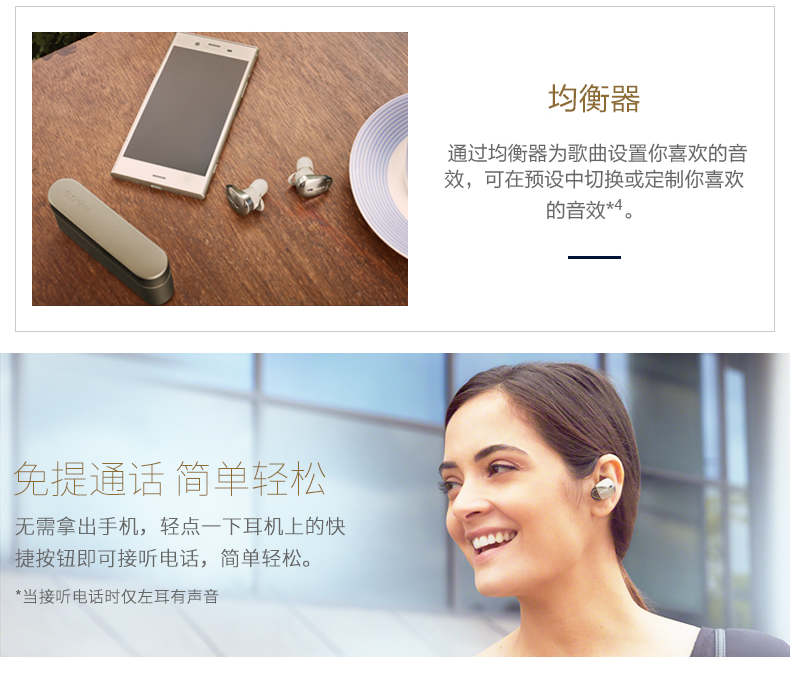 均衡器
通过均衡器为歌曲设置你喜欢的音
效，可在预设中切换或定制你喜欢
的音效*4。
免提通话 简单轻松
无需拿出手机，轻点一下耳机上的快
捷按钮即可接听电话，简单轻松。
*当接听电话时仅左耳有声音